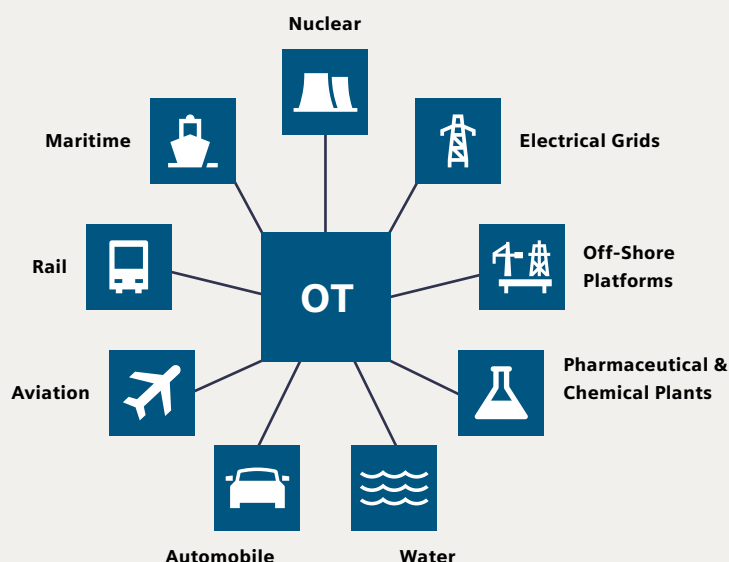 Nuclear
Maritime
Electrical Grids
Rail
OT
Off-Shore
Platforms
Aviation
Pharmaceutical &
Chemical Plants
Automobile
Water